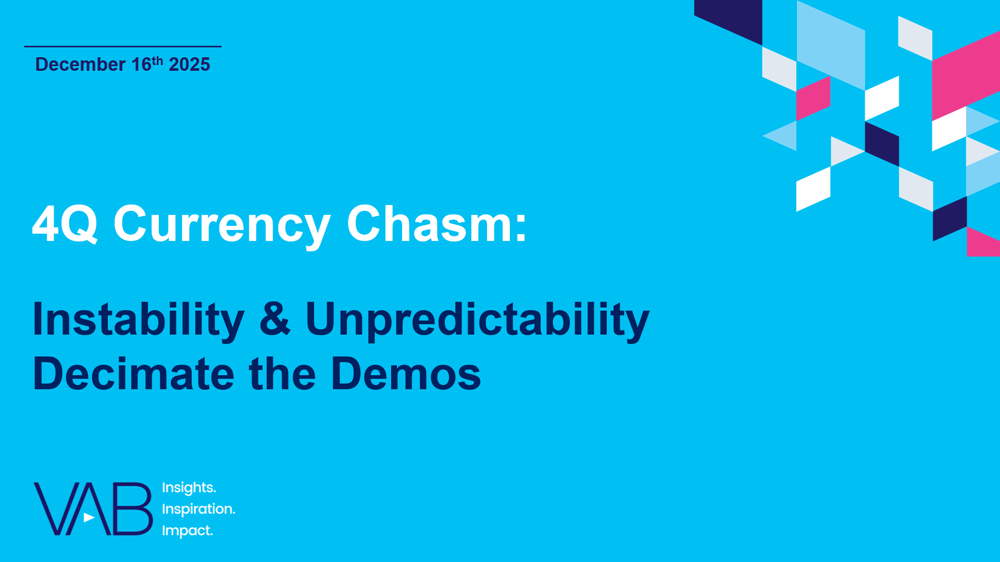 December 16th 2025
4Q Currency Chasm:
Instability & Unpredictability
Decimate the Demos
VAB
Insights.
Inspiration.
Impact.